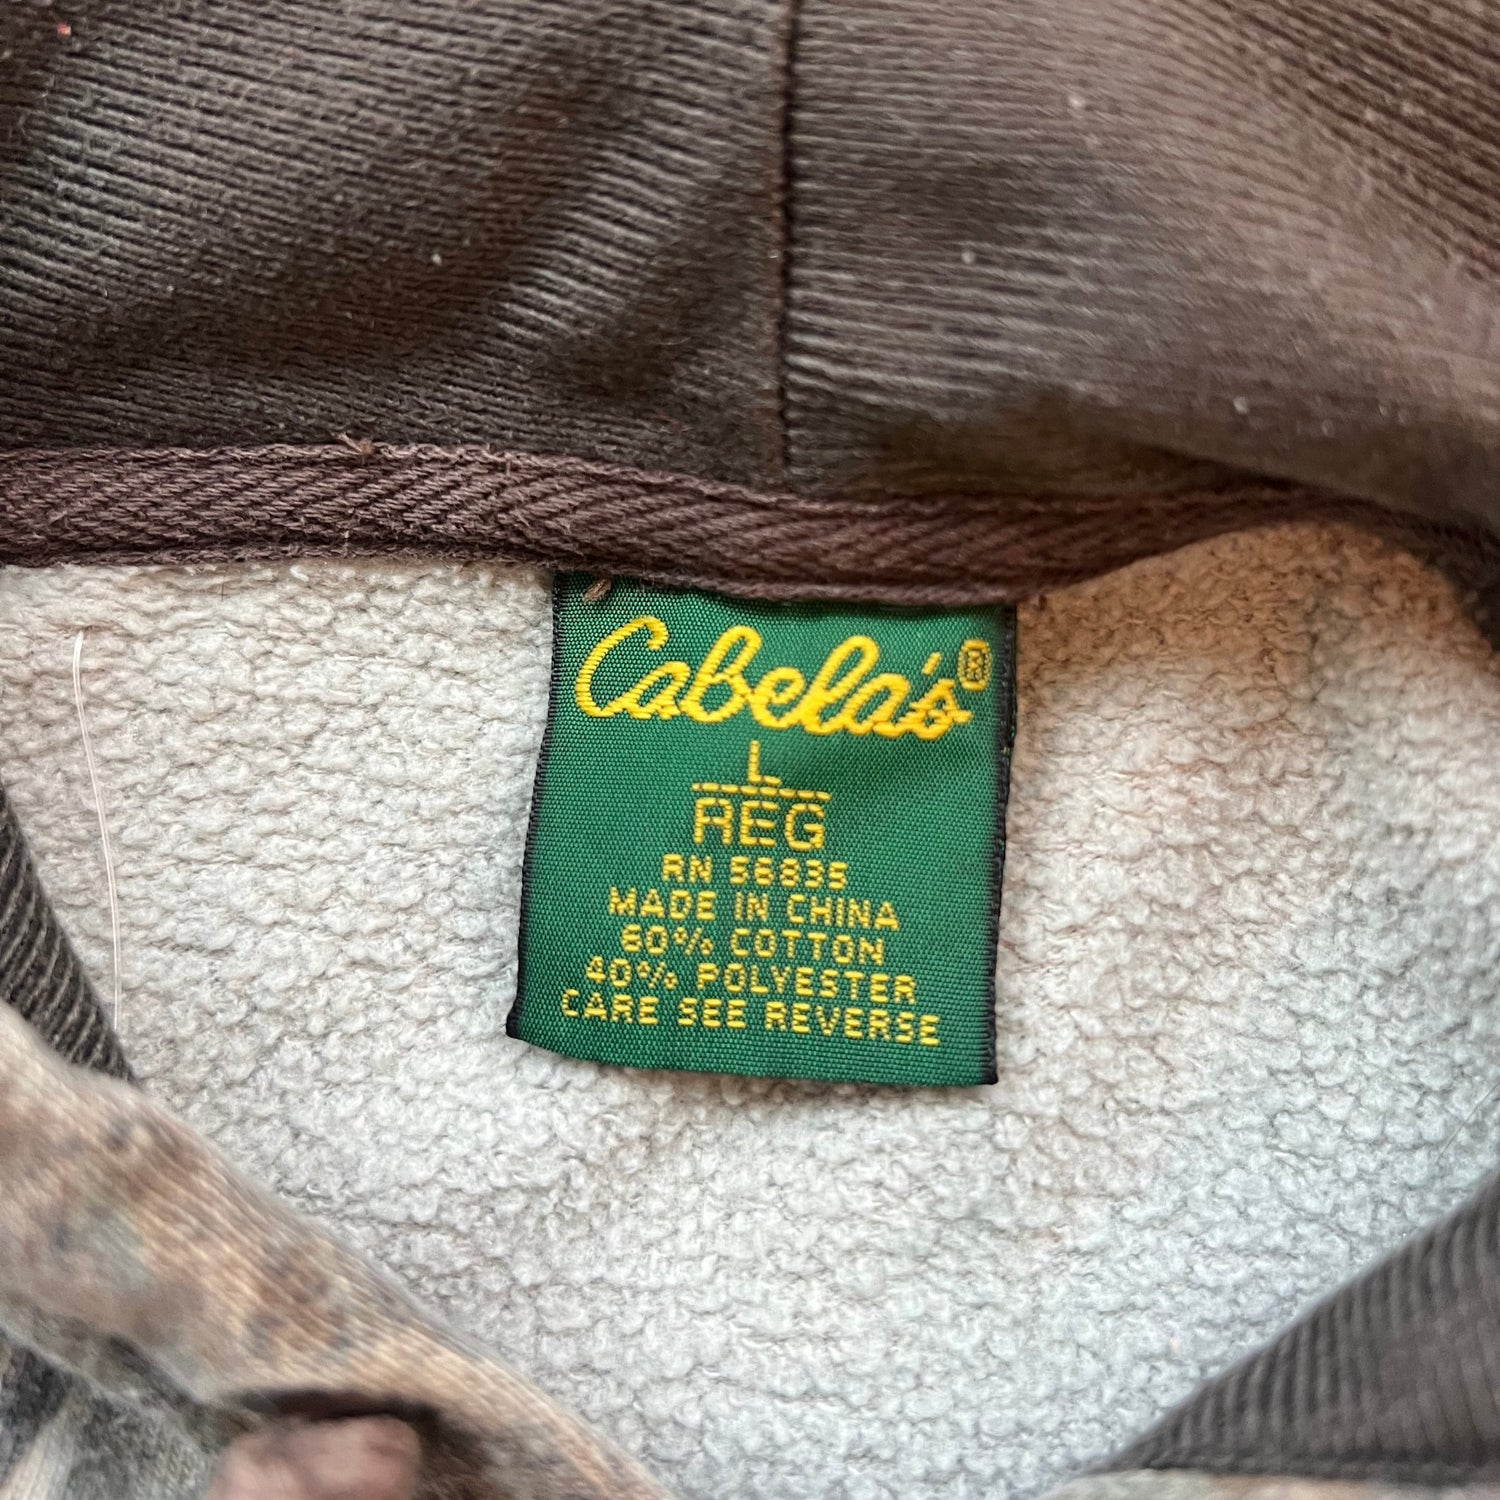 Cabela's®
L
REG
RN 56835
MADE IN CHINA
60% COTTON
40% POLYESTER
CARE SEE REVERSE